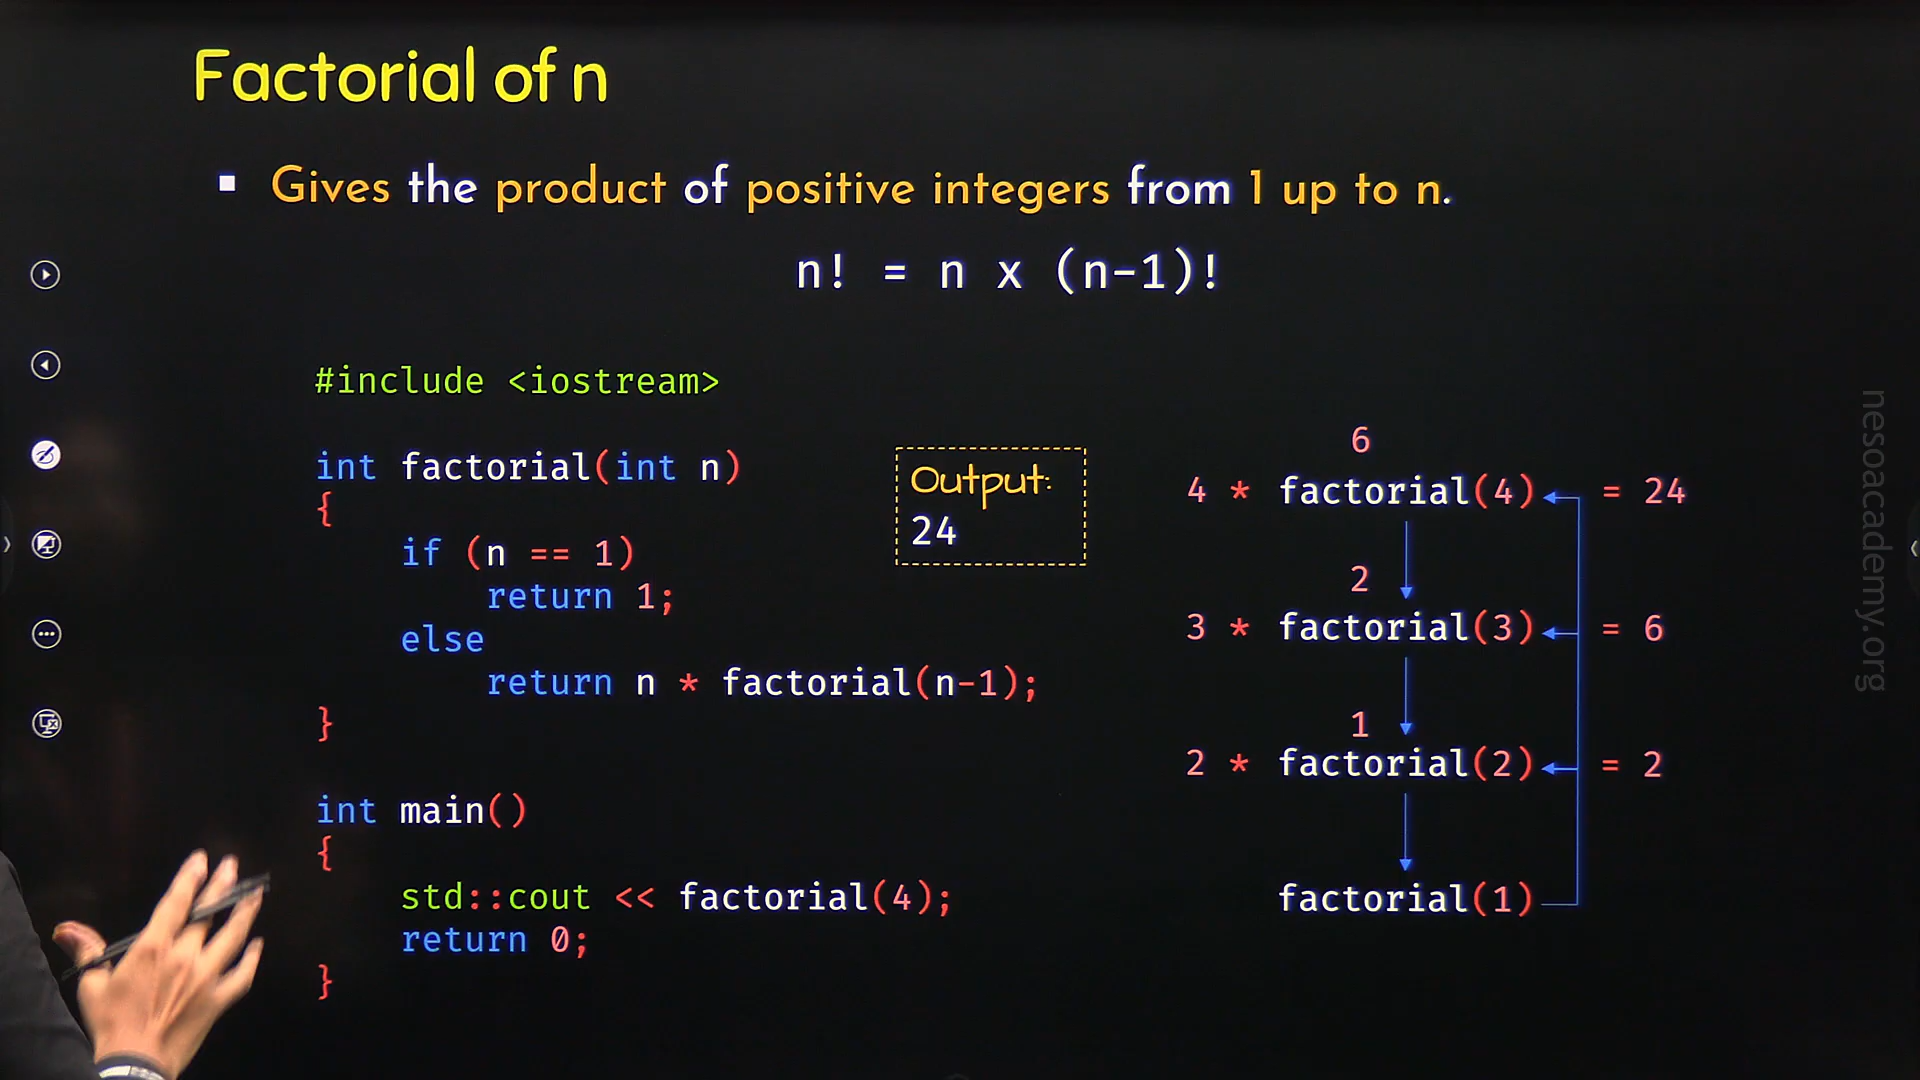 Factorial of n
▪ Gives the product of positive integers from 1 up to n.
n! = n x (n-1)!
#include <iostream>
int factorial(int n)
{
if (n == 1)
return 1;
else
return n * factorial(n-1);
}
int main()
{
std::cout << factorial(4);
return 0;
}
Output:
24
6
4 * factorial(4) = 24
2
3 * factorial(3) = 6
1
2 * factorial(2) = 2
factorial(1)
nesoacademy.org